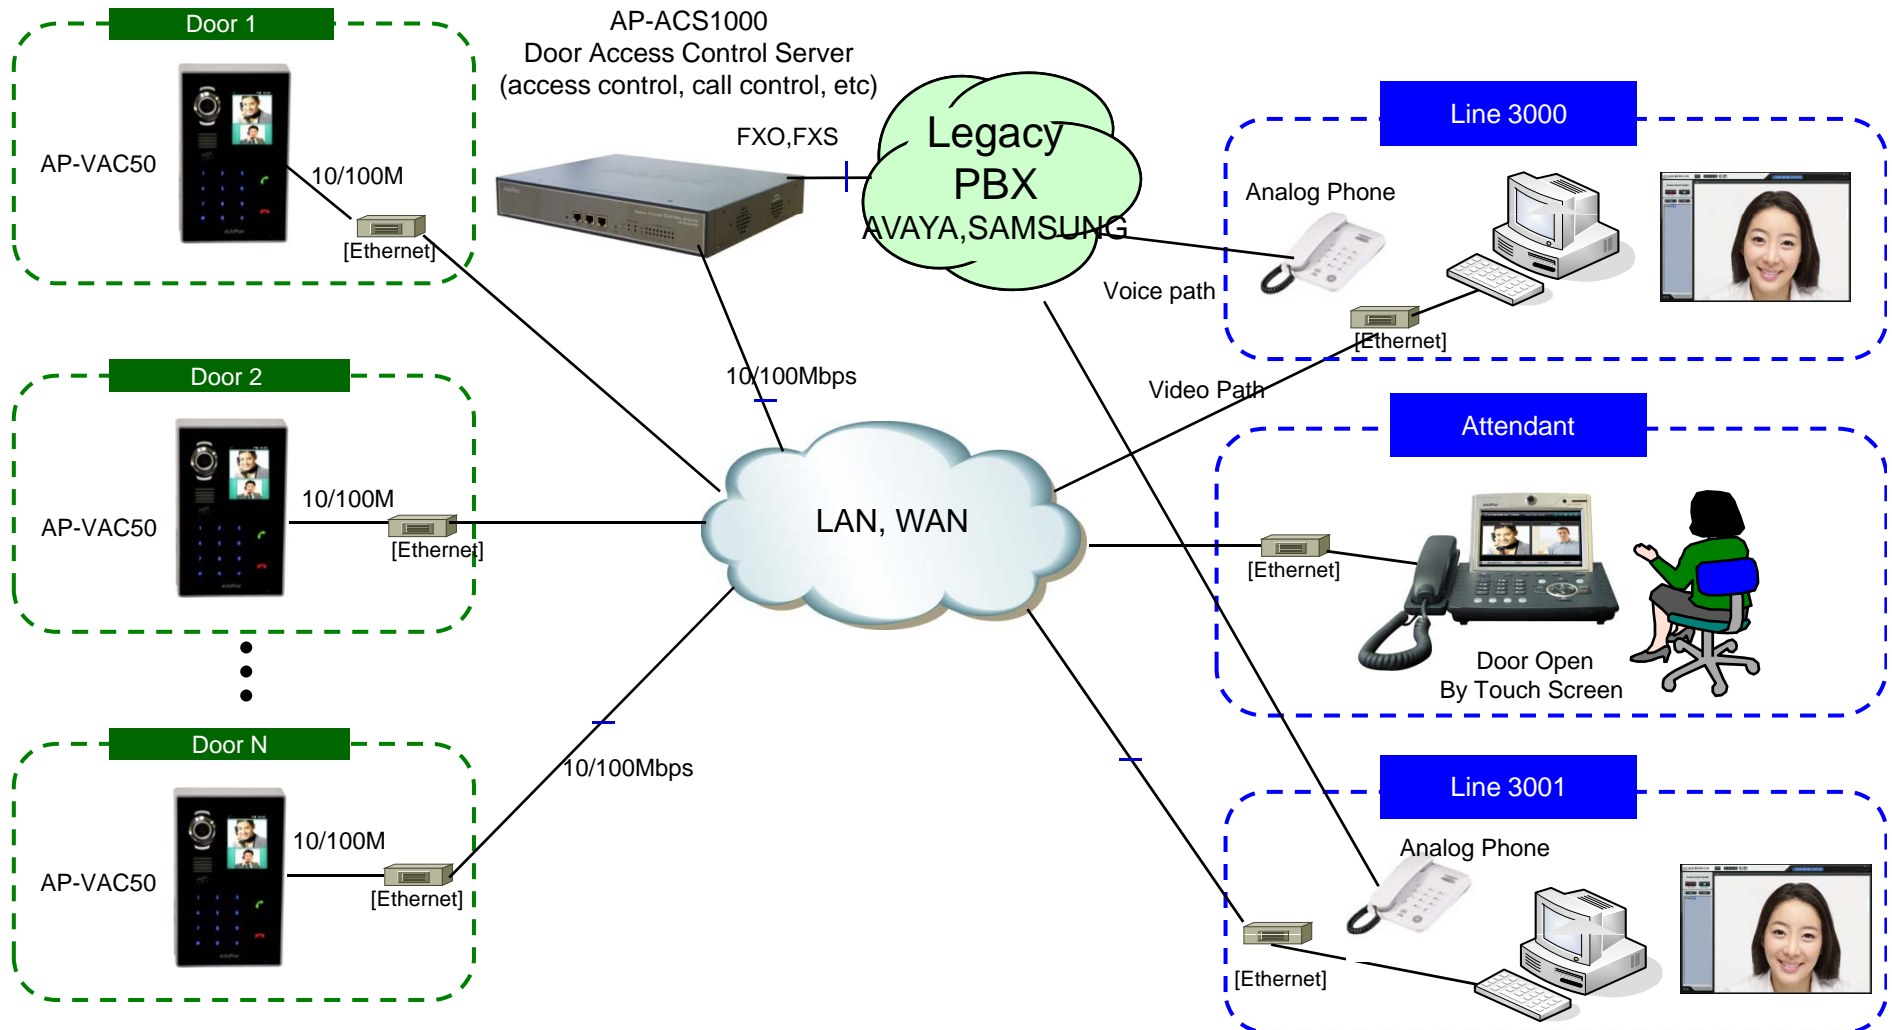 Door 1
AP-VAC50
10/100M
[Ethernet]
AP-ACS1000
Door Access Control Server
(access control, call control, etc)
FXO,FXS
Legacy
PBX
AVAYA,SAMSUNG
Line 3000
Analog Phone
Voice path
[Ethernet]
Video Path
10/100Mbps
Door 2
AP-VAC50
10/100M
[Ethernet]
LAN, WAN
Attendant
[Ethernet]
Door Open
By Touch Screen
Door N
AP-VAC50
10/100M
[Ethernet]
10/100Mbps
Line 3001
Analog Phone
[Ethernet]